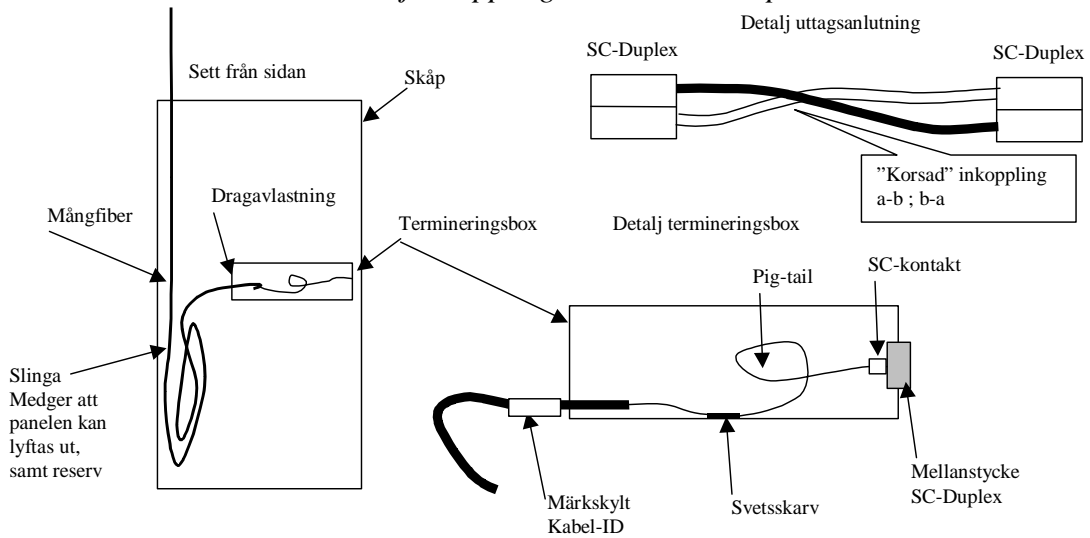 Detalj uttagsanlutning
SC-Duplex
SC-Duplex
Sett från sidan
Skåp
"Korsad" inkoppling
a-b ; b-a
Dragavlastning
Mångfiber
Termineringsbox
Detalj termineringsbox
SC-kontakt
Pig-tail
Slinga
Medger att
panelen kan
lyftas ut,
samt reserv
Mellanstycke
SC-Duplex
Märkskylt
Kabel-ID
Svetsskarv